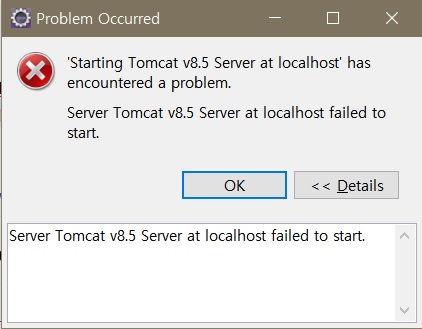 Problem Occurred
'Starting Tomcat v8.5 Server at localhost' has
encountered a problem.
Server Tomcat v8.5 Server at localhost failed to
start.
OK
<< Details
Server Tomcat v8.5 Server at localhost failed to start.